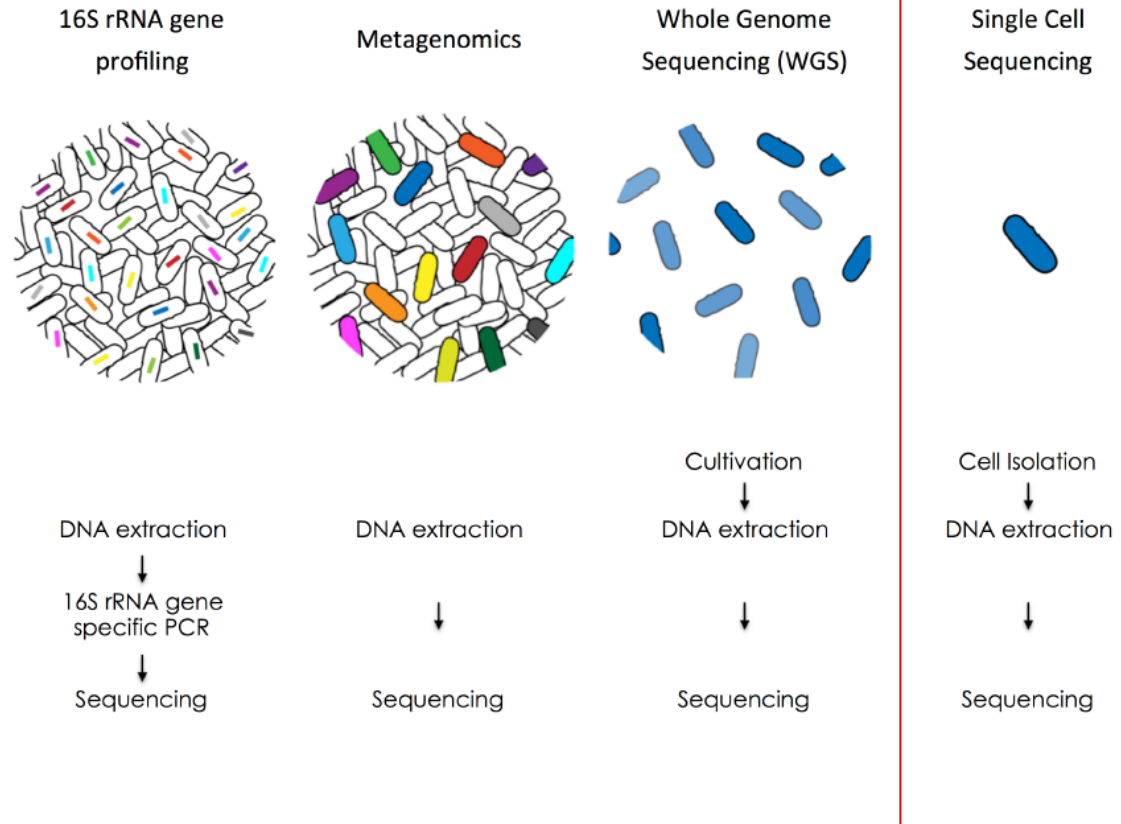 16S rRNA gene
profiling
Metagenomics
Whole Genome
Sequencing (WGS)
Single Cell
Sequencing
Cultivation
Cell Isolation
DNA extraction
DNA extraction
DNA extraction
DNA extraction
16S rRNA gene
specific PCR
Sequencing
Sequencing
Sequencing
Sequencing